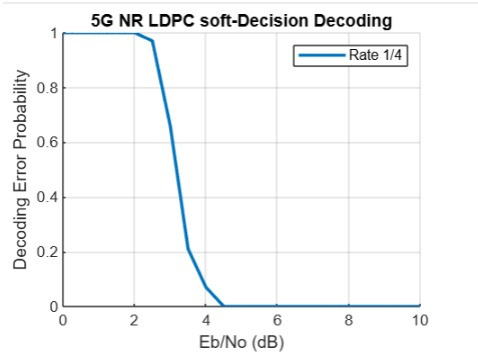 5G NR LDPC soft-Decision Decoding
Rate 1/4
Decoding Error Probability
1
0.8
0.6
0.4
0.2
0
0 2 4 6 8 10
Eb/No (dB)